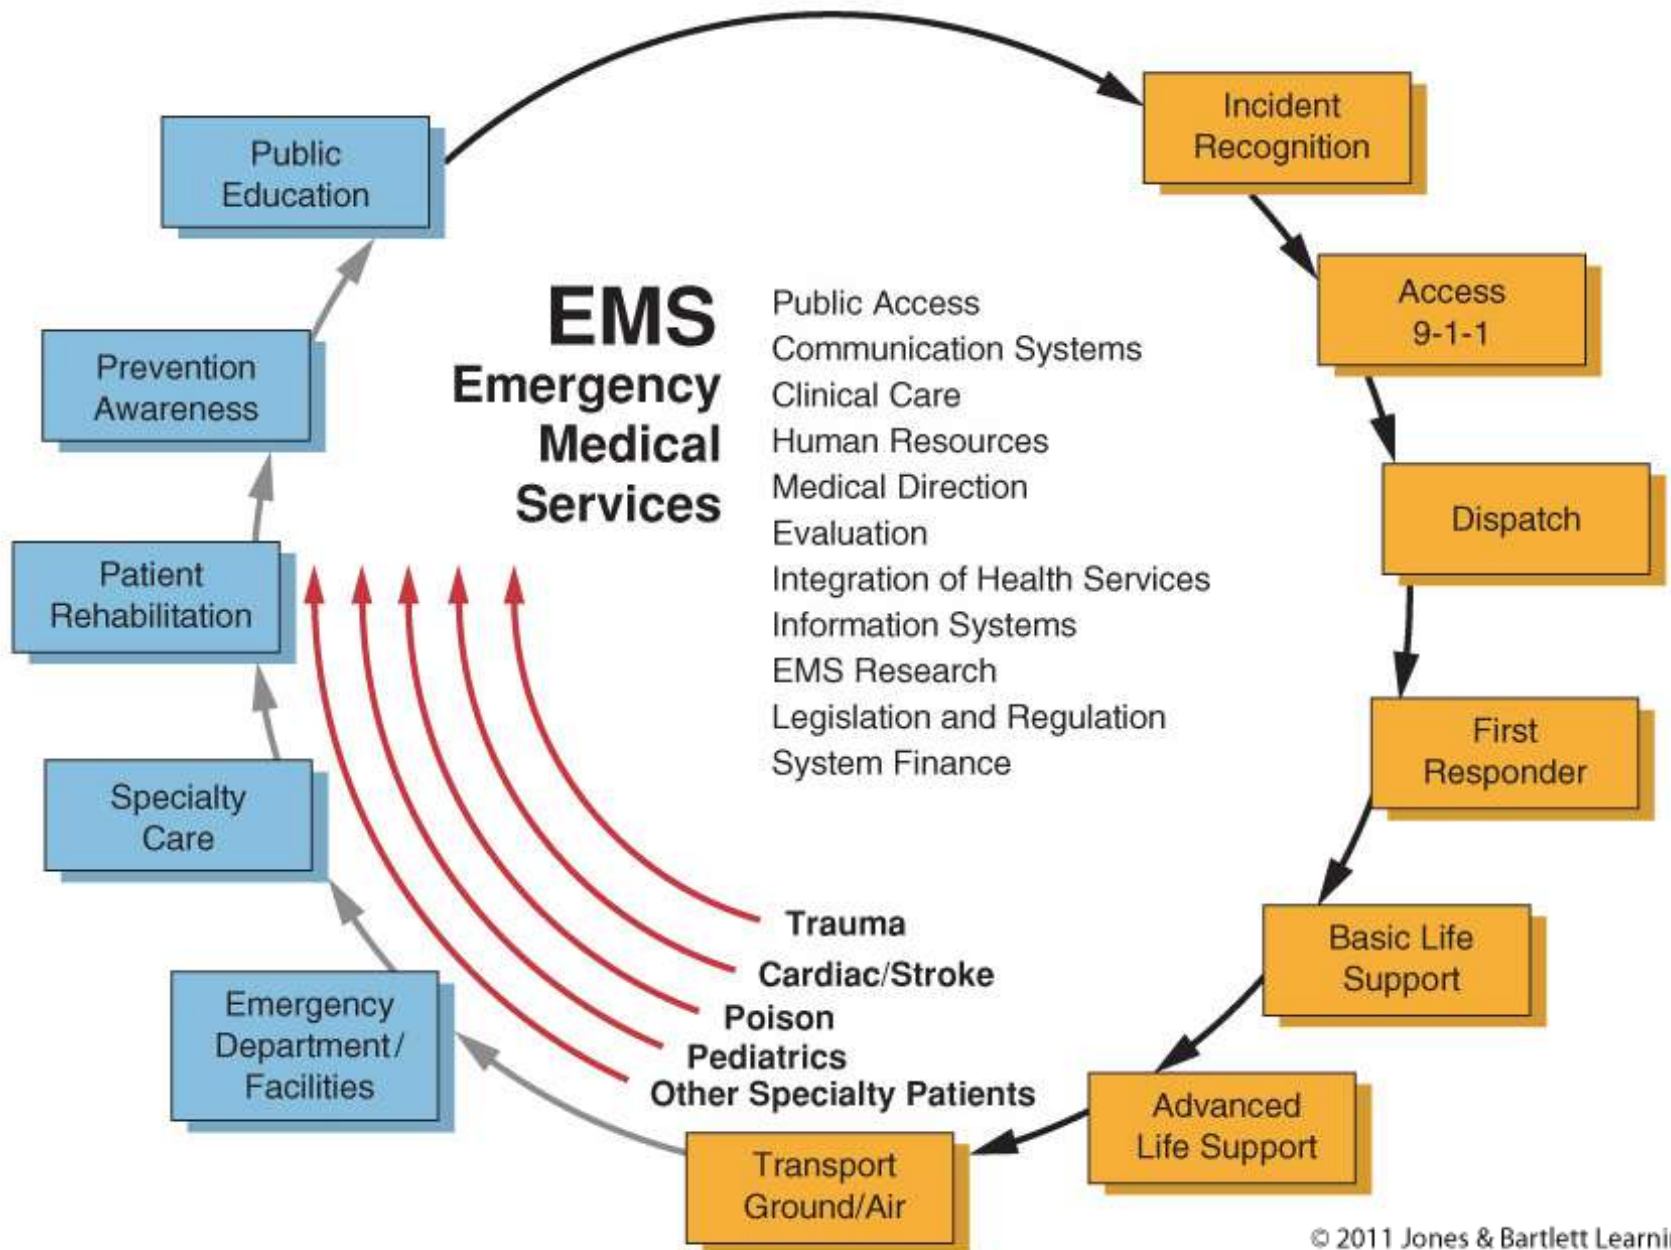 Public
Education
Incident
Recognition
Access
9-1-1
Dispatch
First
Responder
Basic Life
Support
Advanced
Life Support
Transport
Ground/Air
Emergency
Department/
Facilities
Specialty
Care
Patient
Rehabilitation
Prevention
Awareness
EMS
Emergency
Medical
Services
Public Access
Communication Systems
Clinical Care
Human Resources
Medical Direction
Evaluation
Integration of Health Services
Information Systems
EMS Research
Legislation and Regulation
System Finance
Trauma
Cardiac/Stroke
Poison
Pediatrics
Other Specialty Patients
© 2011 Jones & Bartlett Learni